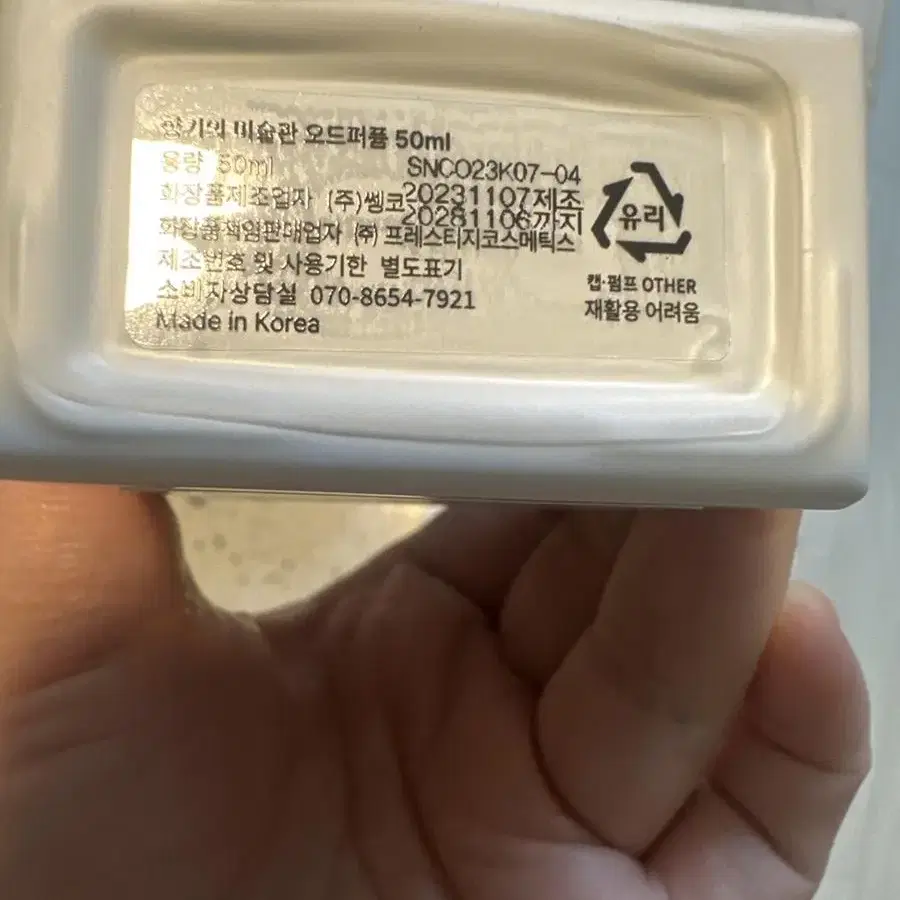 향기의 미술관 오드퍼퓸 50ml
용량 50ml
SNCO23K07-04
화장품제조업자 (주)쎙코
20231107제조
20281106까지
화장품책임판매업자 (주) 프레스티지코스메틱스
제조번호 및 사용기한 별도표기
소비자상담실 070-8654-7921
Made in Korea
유리
캡·펌프 OTHER
재활용 어려움